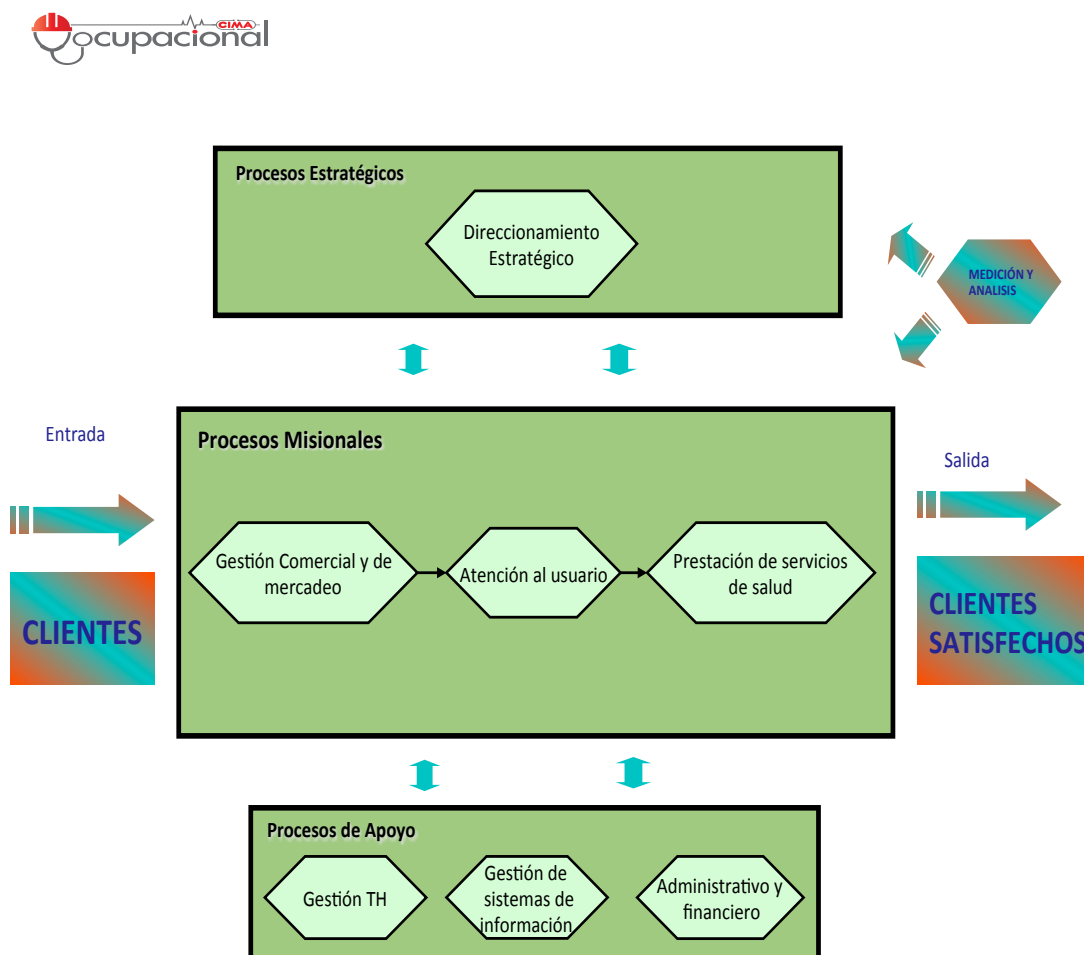 CIMA
ocupacional
Procesos Estratégicos
Direccionamiento
Estratégico
MEDICIÓN Y
ANALISIS
Entrada
CLIENTES
Procesos Misionales
Gestión Comercial y de
mercadeo
Atención al usuario
Prestación de servicios
de salud
Salida
CLIENTES
SATISFECHOS
Procesos de Apoyo
Gestión TH
Gestión de
sistemas de
información
Administrativo y
financiero